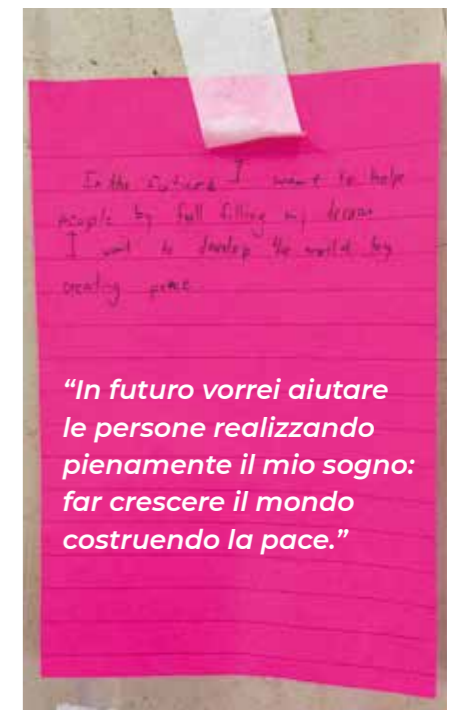 In the future I want to help
people by full filling my dream
I want to develop the world by
creating peace
“In futuro vorrei aiutare
le persone realizzando
pienamente il mio sogno:
far crescere il mondo
costruendo la pace.”